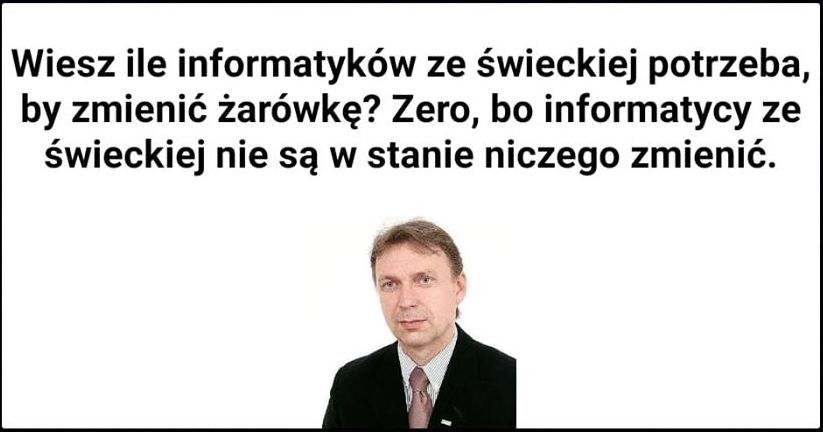 Wiesz ile informatyków ze świeckiej potrzeba,
by zmienić żarówkę? Zero, bo informatycy ze
świeckiej nie są w stanie niczego zmienić.